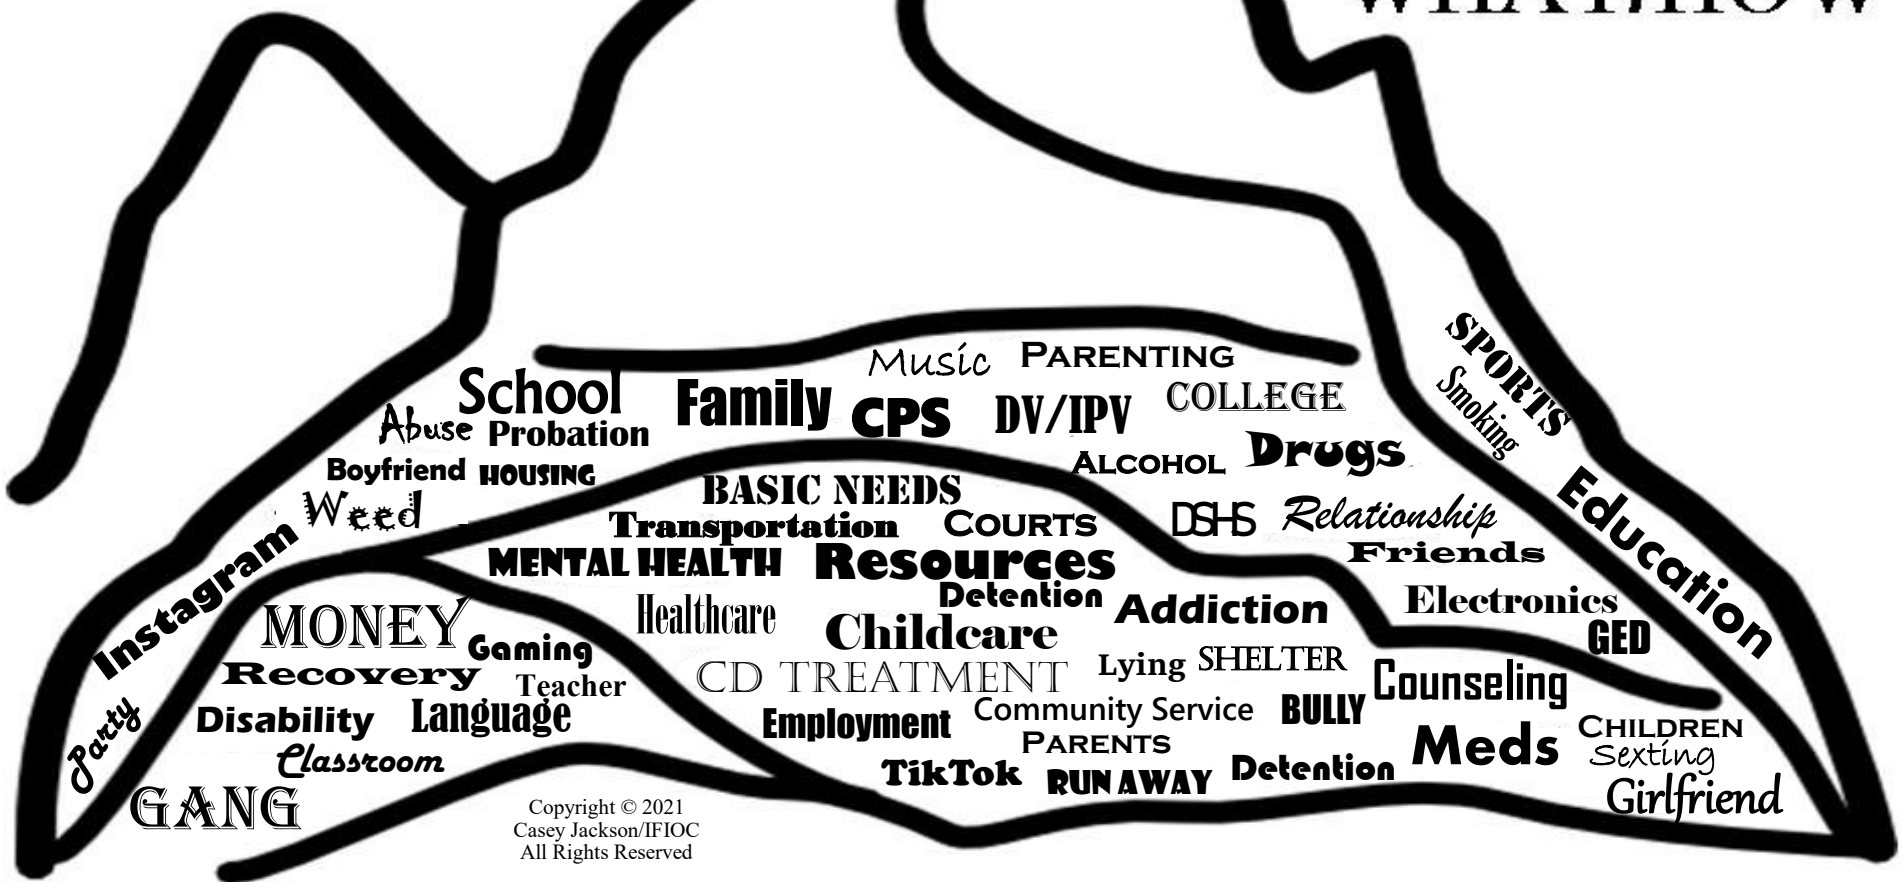 WHAT/HOW
Music PARENTING
School Family CPS DV/IPV COLLEGE
SPORTS
Smoking
Abuse Probation
ALCOHOL Drugs
Boyfriend HOUSING
BASIC NEEDS
Weed
Transportation COURTS DSHS Relationship
Education
Instagram
MENTAL HEALTH Resources Friends
Detention
Electronics
MONEY Healthcare Childcare Addiction
GED
Gaming
Recovery Teacher
CD TREATMENT Lying SHELTER Counseling
Party
Disability Language
Employment Community Service BULLY
PARENTS Meds CHILDREN
Classroom
TikTok RUN AWAY Detention Sexting
GANG Girlfriend
Copyright © 2021
Casey Jackson/IFIOC
All Rights Reserved